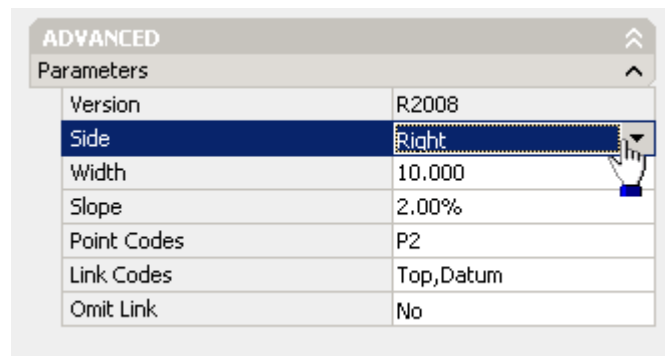 ADVANCED
Parameters
Version R2008
Side Right
Width 10.000
Slope 2.00%
Point Codes P2
Link Codes Top,Datum
Omit Link No